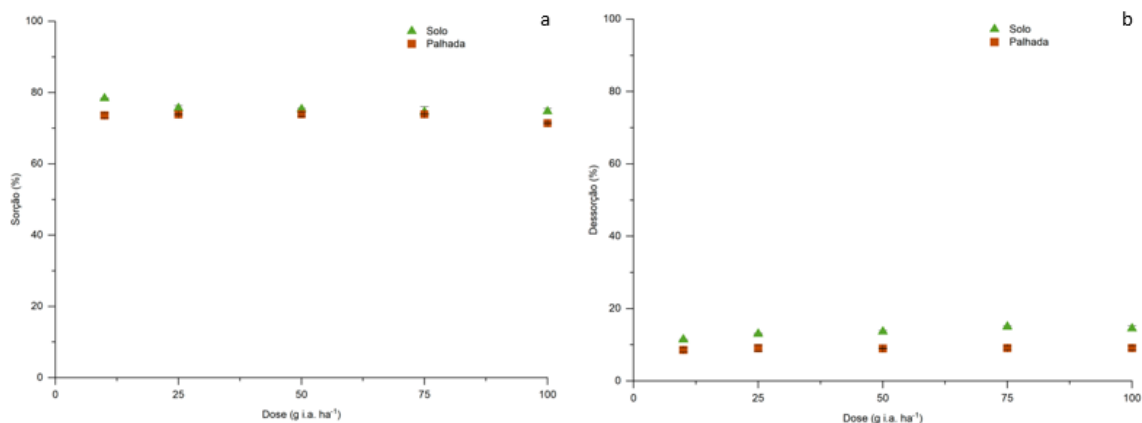 a
Solo
Palhada
100
80
60
40
20
0
Sorção (%)
0 25 50 75 100
Dose (g i.a. ha⁻¹)
b
Solo
Palhada
100
80
60
40
20
0
Dessorção (%)
0 25 50 75 100
Dose (g i.a. ha⁻¹)